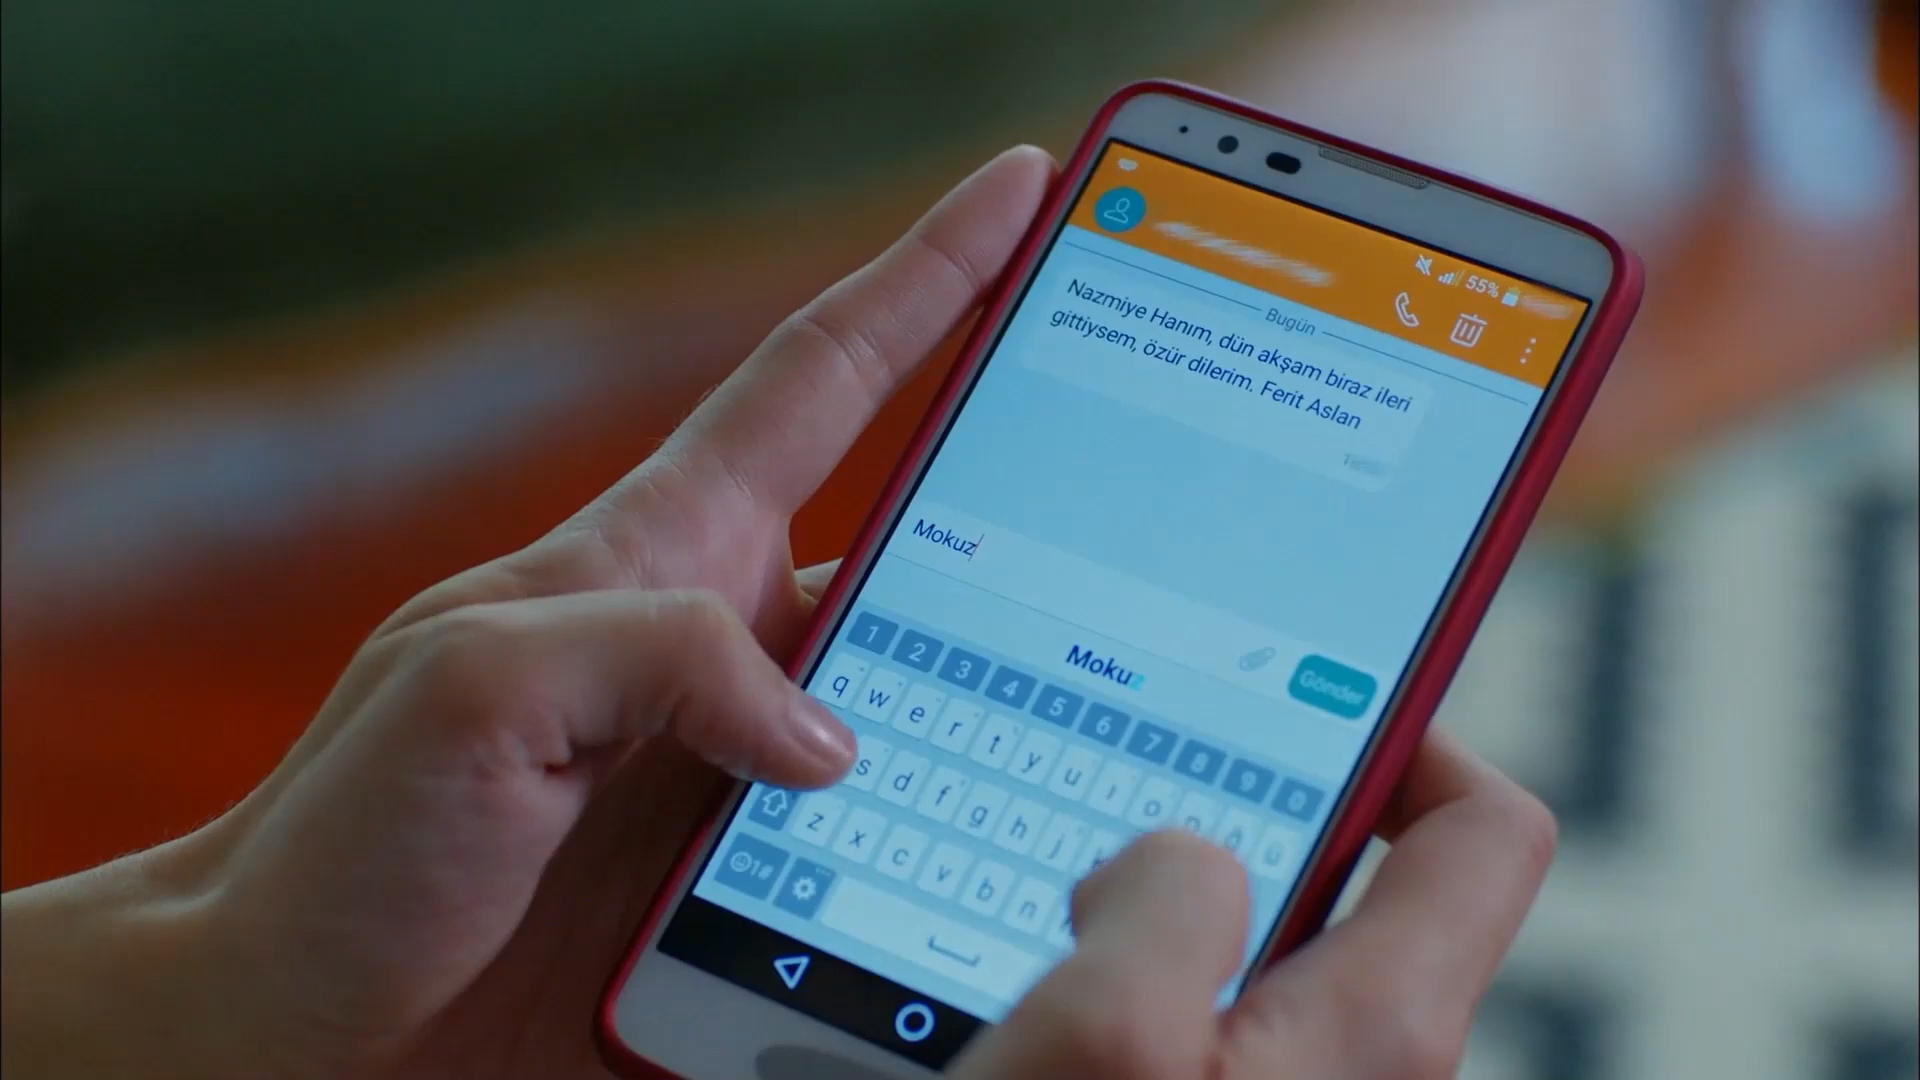 55%
Bugün
Nazmiye Hanım, dün akşam biraz ileri
gittiysem, özür dilerim. Ferit Aslan
Mokuz
Mokuz
Gönder
1 2 3 4 5 6 7 8 9 0
q w e r t y u ı o p ğ ü
s d f g h j k
z x c v b n
1#